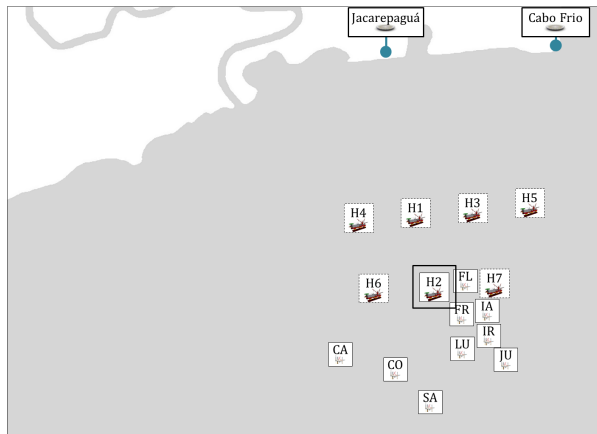 Jacarepaguá
Cabo Frio
H4
H1
H3
H5
H6
H2
FL
H7
FR
IA
IR
LU
JU
CA
CO
SA